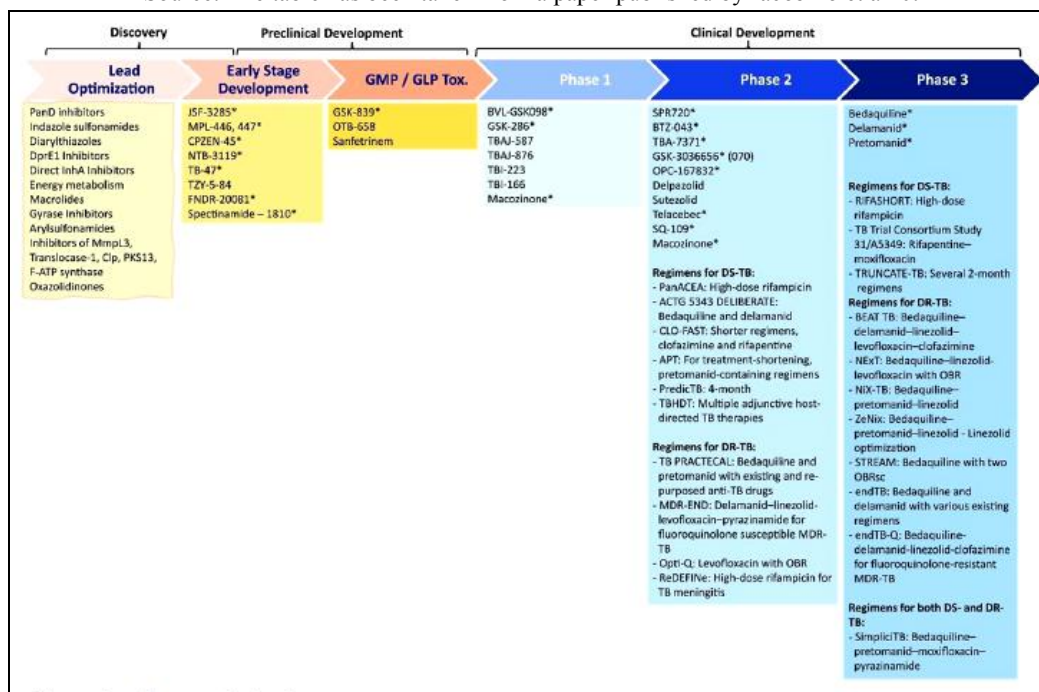 Discovery
Preclinical Development
Clinical Development
Lead
Optimization
Early Stage
Development
GMP / GLP Tox.
Phase 1
Phase 2
Phase 3
PanD inhibitors
Indazole sulfonamides
Diarylthiazoles
DprE1 Inhibitors
Direct InhA Inhibitors
Energy metabolism
Macrolides
Gyrase Inhibitors
Arylsulfonamides
Inhibitors of MmpL3,
Translocase-1, Clp, PKS13,
F-ATP synthase
Oxazolidinones
JSF-3285*
MPL-446, 447*
CPZEN-45*
NTB-3119*
TB-47*
TZY-5-84
FNDR-20081*
Spectinamide – 1810*
GSK-839*
OTB-658
Sanfetrinem
BVL-GSK098*
GSK-286*
TBAJ-587
TBAJ-876
TBI-223
TBI-166
Macozinone*
SPR720*
BTZ-043*
TBA-7371*
GSK-3036656* (070)
OPC-167832*
Delpazolid
Sutezolid
Telacebec*
SQ-109*
Macozinone*
Regimens for DS-TB:
- PanACEA: High-dose rifampicin
- ACTG 5343 DELIBERATE:
Bedaquiline and delamanid
- CLO-FAST: Shorter regimens,
clofazimine and rifapentine
- APT: For treatment-shortening,
pretomanid-containing regimens
- PredicTB: 4-month
- TBHDT: Multiple adjunctive host-
directed TB therapies
Regimens for DR-TB:
- TB PRACTECAL: Bedaquiline and
pretomanid with existing and re-
purposed anti-TB drugs
- MDR-END: Delamanid–linezolid-
levofloxacin–pyrazinamide for
fluoroquinolone susceptible MDR-
TB
- Opti-Q: Levofloxacin with OBR
- ReDEFINe: High-dose rifampicin for
TB meningitis
Bedaquiline*
Delamanid*
Pretomanid*
Regimens for DS-TB:
- RIFASHORT: High-dose
rifampicin
- TB Trial Consortium Study
31/A5349: Rifapentine–
moxifloxacin
- TRUNCATE-TB: Several 2-month
regimens
Regimens for DR-TB:
- BEAT TB: Bedaquiline–
delamanid–linezolid–
levofloxacin–clofazimine
- NExT: Bedaquiline–linezolid-
levofloxacin with OBR
- NiX-TB: Bedaquiline–
pretomanid–linezolid
- ZeNix: Bedaquiline–
pretomanid–linezolid - Linezolid
optimization
- STREAM: Bedaquiline with two
OBRsc
- endTB: Bedaquiline and
delamanid with various existing
regimens
- endTB-Q: Bedaquiline-
delamanid-linezolid-clofazimine
for fluoroquinolone-resistant
MDR-TB
Regimens for both DS- and DR-
TB:
- SimpliciTB: Bedaquiline–
pretomanid–moxifloxacin–
pyrazinamide